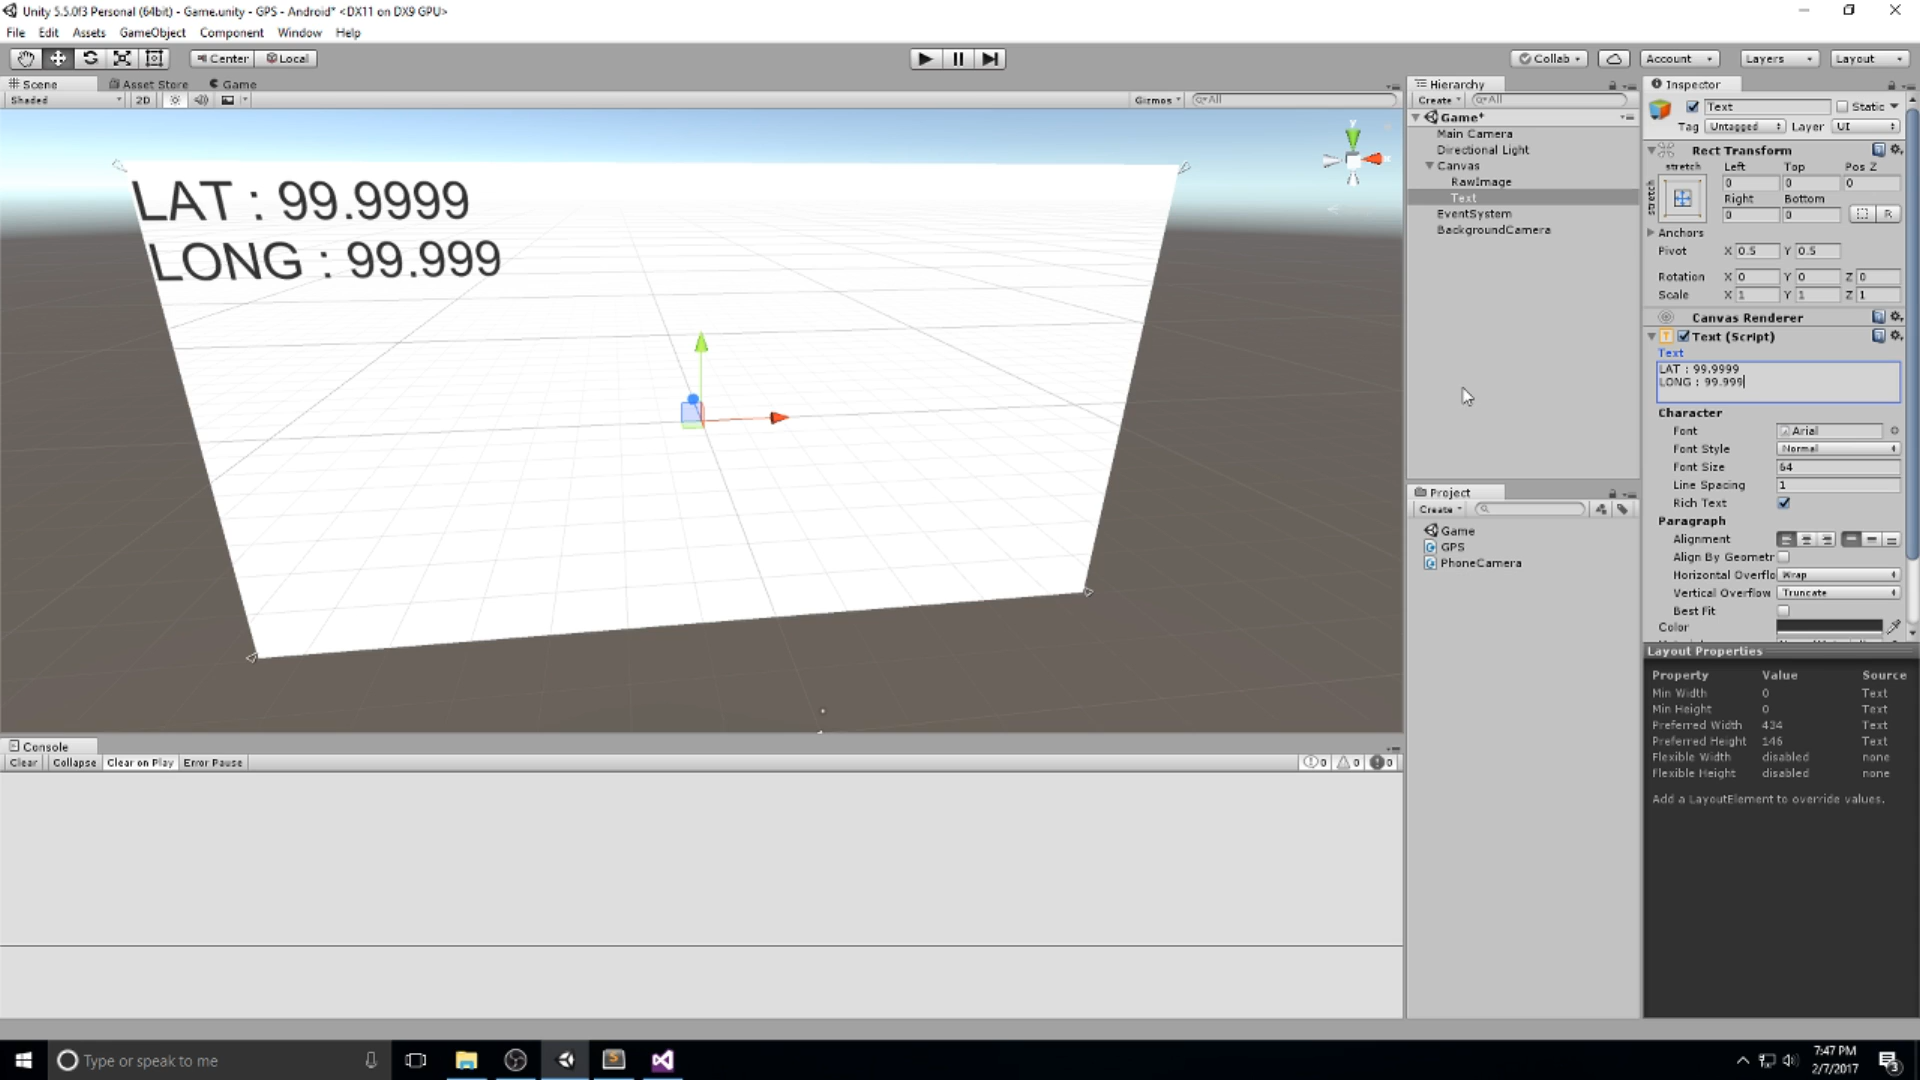 Unity 5.5.0f3 Personal (64bit) - Game.unity - GPS - Android* <DX11 on DX9 GPU>
File Edit Assets GameObject Component Window Help
Center Local Collab Account Layers Layout
Scene Asset Store Game
Shaded 2D Gizmos All
LAT : 99.9999
LONG : 99.999
y
Console
Clear Collapse Clear on Play Error Pause 0 0 0
Hierarchy
Create All
Game*
Main Camera
Directional Light
Canvas
RawImage
Text
EventSystem
BackgroundCamera
Project
Create
Game
GPS
PhoneCamera
Inspector
Text Static
Tag Untagged Layer UI
Rect Transform
stretch Left Top Pos Z
stretch 0 0 0
Right Bottom
0 0 R
Anchors
Pivot X 0.5 Y 0.5
Rotation X 0 Y 0 Z 0
Scale X 1 Y 1 Z 1
Canvas Renderer
Text (Script)
Text
LAT : 99.9999
LONG : 99.999
Character
Font Arial
Font Style Normal
Font Size 64
Line Spacing 1
Rich Text
Paragraph
Alignment
Align By Geometr
Horizontal Overflo Wrap
Vertical Overflow Truncate
Best Fit
Color
Layout Properties
Property Value Source
Min Width 0 Text
Min Height 0 Text
Preferred Width 434 Text
Preferred Height 146 Text
Flexible Width disabled none
Flexible Height disabled none
Add a LayoutElement to override values.
Type or speak to me
7:47 PM
2/7/2017
3